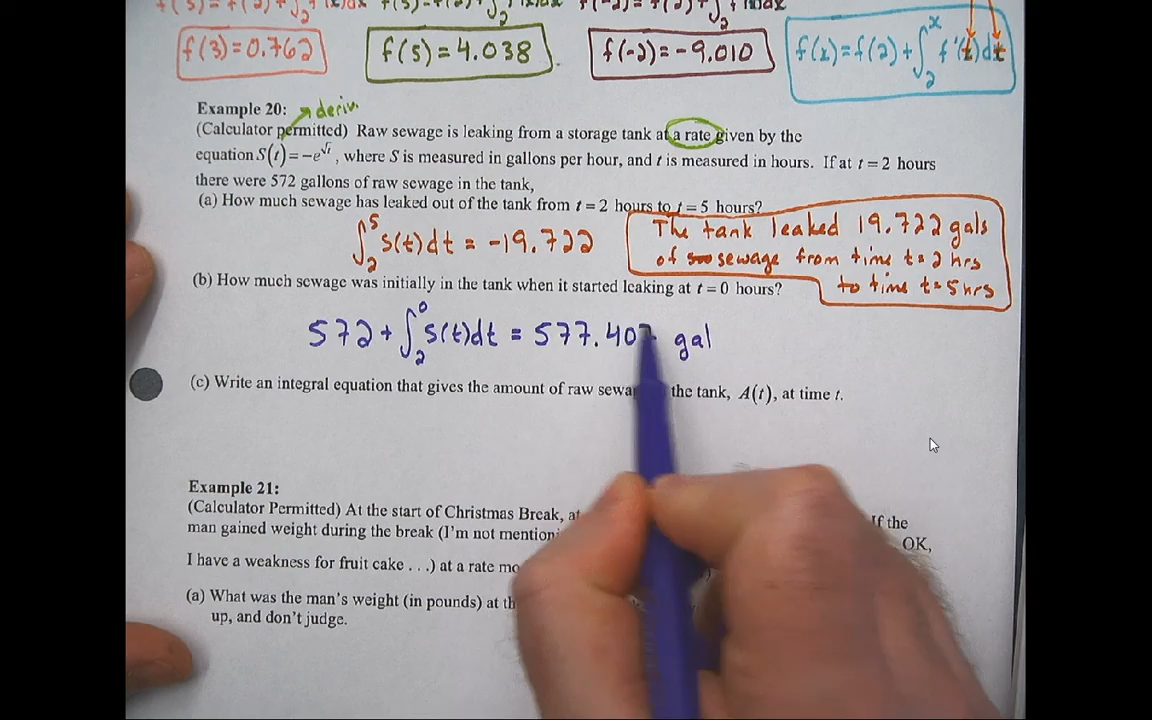 f(3)=0.762
f(5)=4.038
f(-2)=-9.010
f(x)=f(2)+∫₂ˣ f'(t)dt
Example 20: deriv.
(Calculator permitted) Raw sewage is leaking from a storage tank at a rate given by the
equation S(t) = -e^√t, where S is measured in gallons per hour, and t is measured in hours. If at t = 2 hours
there were 572 gallons of raw sewage in the tank,
(a) How much sewage has leaked out of the tank from t = 2 hours to t = 5 hours?
∫₂⁵ s(t)dt = -19.722
The tank leaked 19.722 gals
of sewage from time t=2 hrs
to time t=5 hrs
(b) How much sewage was initially in the tank when it started leaking at t = 0 hours?
572 + ∫₂⁰ s(t)dt = 577.40 gal
(c) Write an integral equation that gives the amount of raw the tank, A(t), at time t.
Example 21:
(Calculator Permitted) At the start of Christmas Break, at If the
man gained weight during the break (I'm not OK,
I have a weakness for fruit cake . . .) at a rate
(a) What was the man's weight (in pounds) at
up, and don't judge.